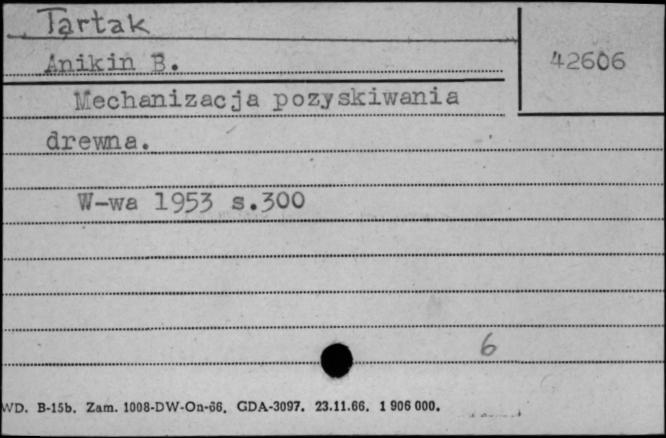 Tartak
Anikin B.
42606
Mechanizacja pozyskiwania
drewna.
W-wa 1953 s.300
6
WD. B-15b. Zam. 1008-DW-On-66. GDA-3097. 23.11.66. 1 906 000.